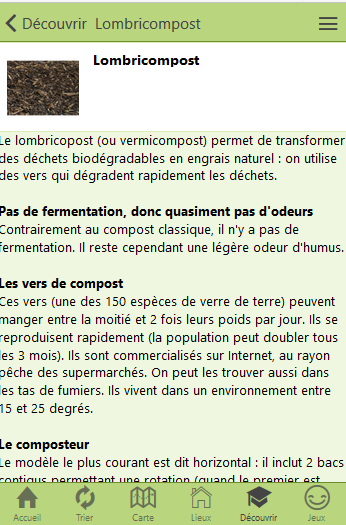 Découvrir Lombricompost
Lombricompost
Le lombricopost (ou vermicompost) permet de transformer
des déchets biodégradables en engrais naturel : on utilise
des vers qui dégradent rapidement les déchets.
Pas de fermentation, donc quasiment pas d'odeurs
Contrairement au compost classique, il n'y a pas de
fermentation. Il reste cependant une légère odeur d'humus.
Les vers de compost
Ces vers (une des 150 espèces de verre de terre) peuvent
manger entre la moitié et 2 fois leurs poids par jour. Ils se
reproduisent rapidement (la population peut doubler tous
les 3 mois). Ils sont commercialisés sur Internet, au rayon
pêche des supermarchés. On peut les trouver aussi dans
les tas de fumiers. Ils vivent dans un environnement entre
15 et 25 degrés.
Le composteur
Le modèle le plus courant est dit horizontal : il inclut 2 bacs
contigus permettant une rotation (quand le premier est
Accueil Trier Carte Lieux Découvrir Jeux